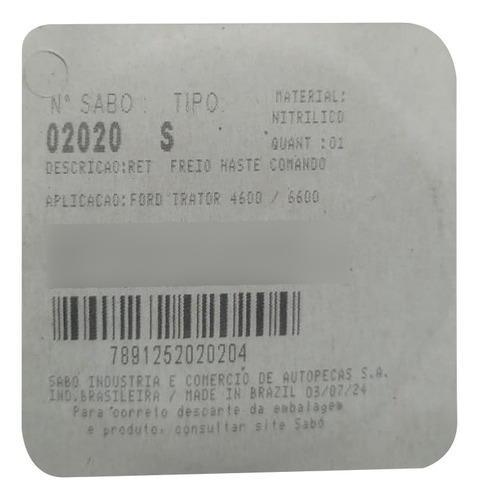 Nº SABO : TIPO: MATERIAL:
NITRILICO
02020 S QUANT :01
DESCRICAO:RET FREIO HASTE COMANDO
APLICACAO:FORD TRATOR 4600 / 6600
7891252020204
SABO INDUSTRIA E COMERCIO DE AUTOPECAS S.A.
IND.BRASILEIRA / MADE IN BRAZIL 03/07/24
Para correto descarte da embalagem
e produto, consultar site Sabó